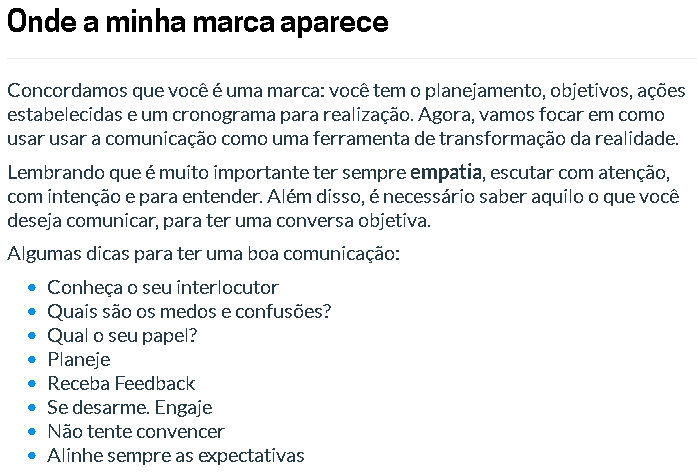 Onde a minha marca aparece
Concordamos que você é uma marca: você tem o planejamento, objetivos, ações
estabelecidas e um cronograma para realização. Agora, vamos focar em como
usar usar a comunicação como uma ferramenta de transformação da realidade.
Lembrando que é muito importante ter sempre empatia, escutar com atenção,
com intenção e para entender. Além disso, é necessário saber aquilo o que você
deseja comunicar, para ter uma conversa objetiva.
Algumas dicas para ter uma boa comunicação:
• Conheça o seu interlocutor
• Quais são os medos e confusões?
• Qual o seu papel?
• Planeje
• Receba Feedback
• Se desarme. Engaje
• Não tente convencer
• Alinhe sempre as expectativas